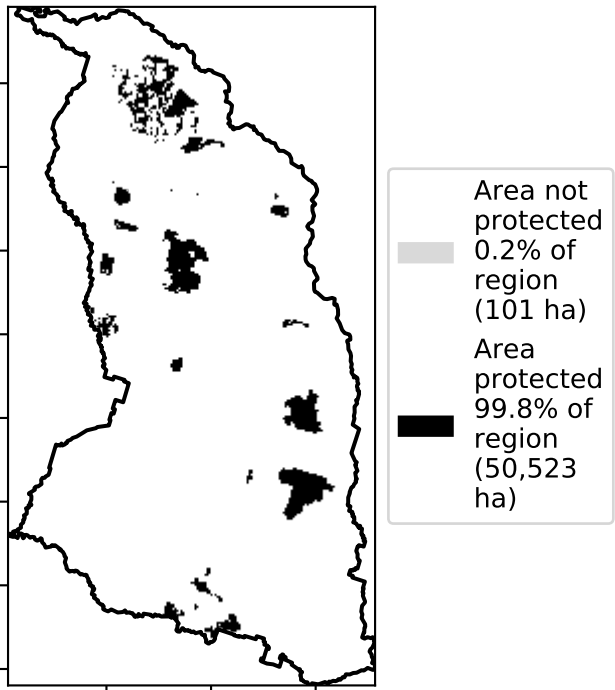 Area not
protected
0.2% of
region
(101 ha)
Area
protected
99.8% of
region
(50,523
ha)